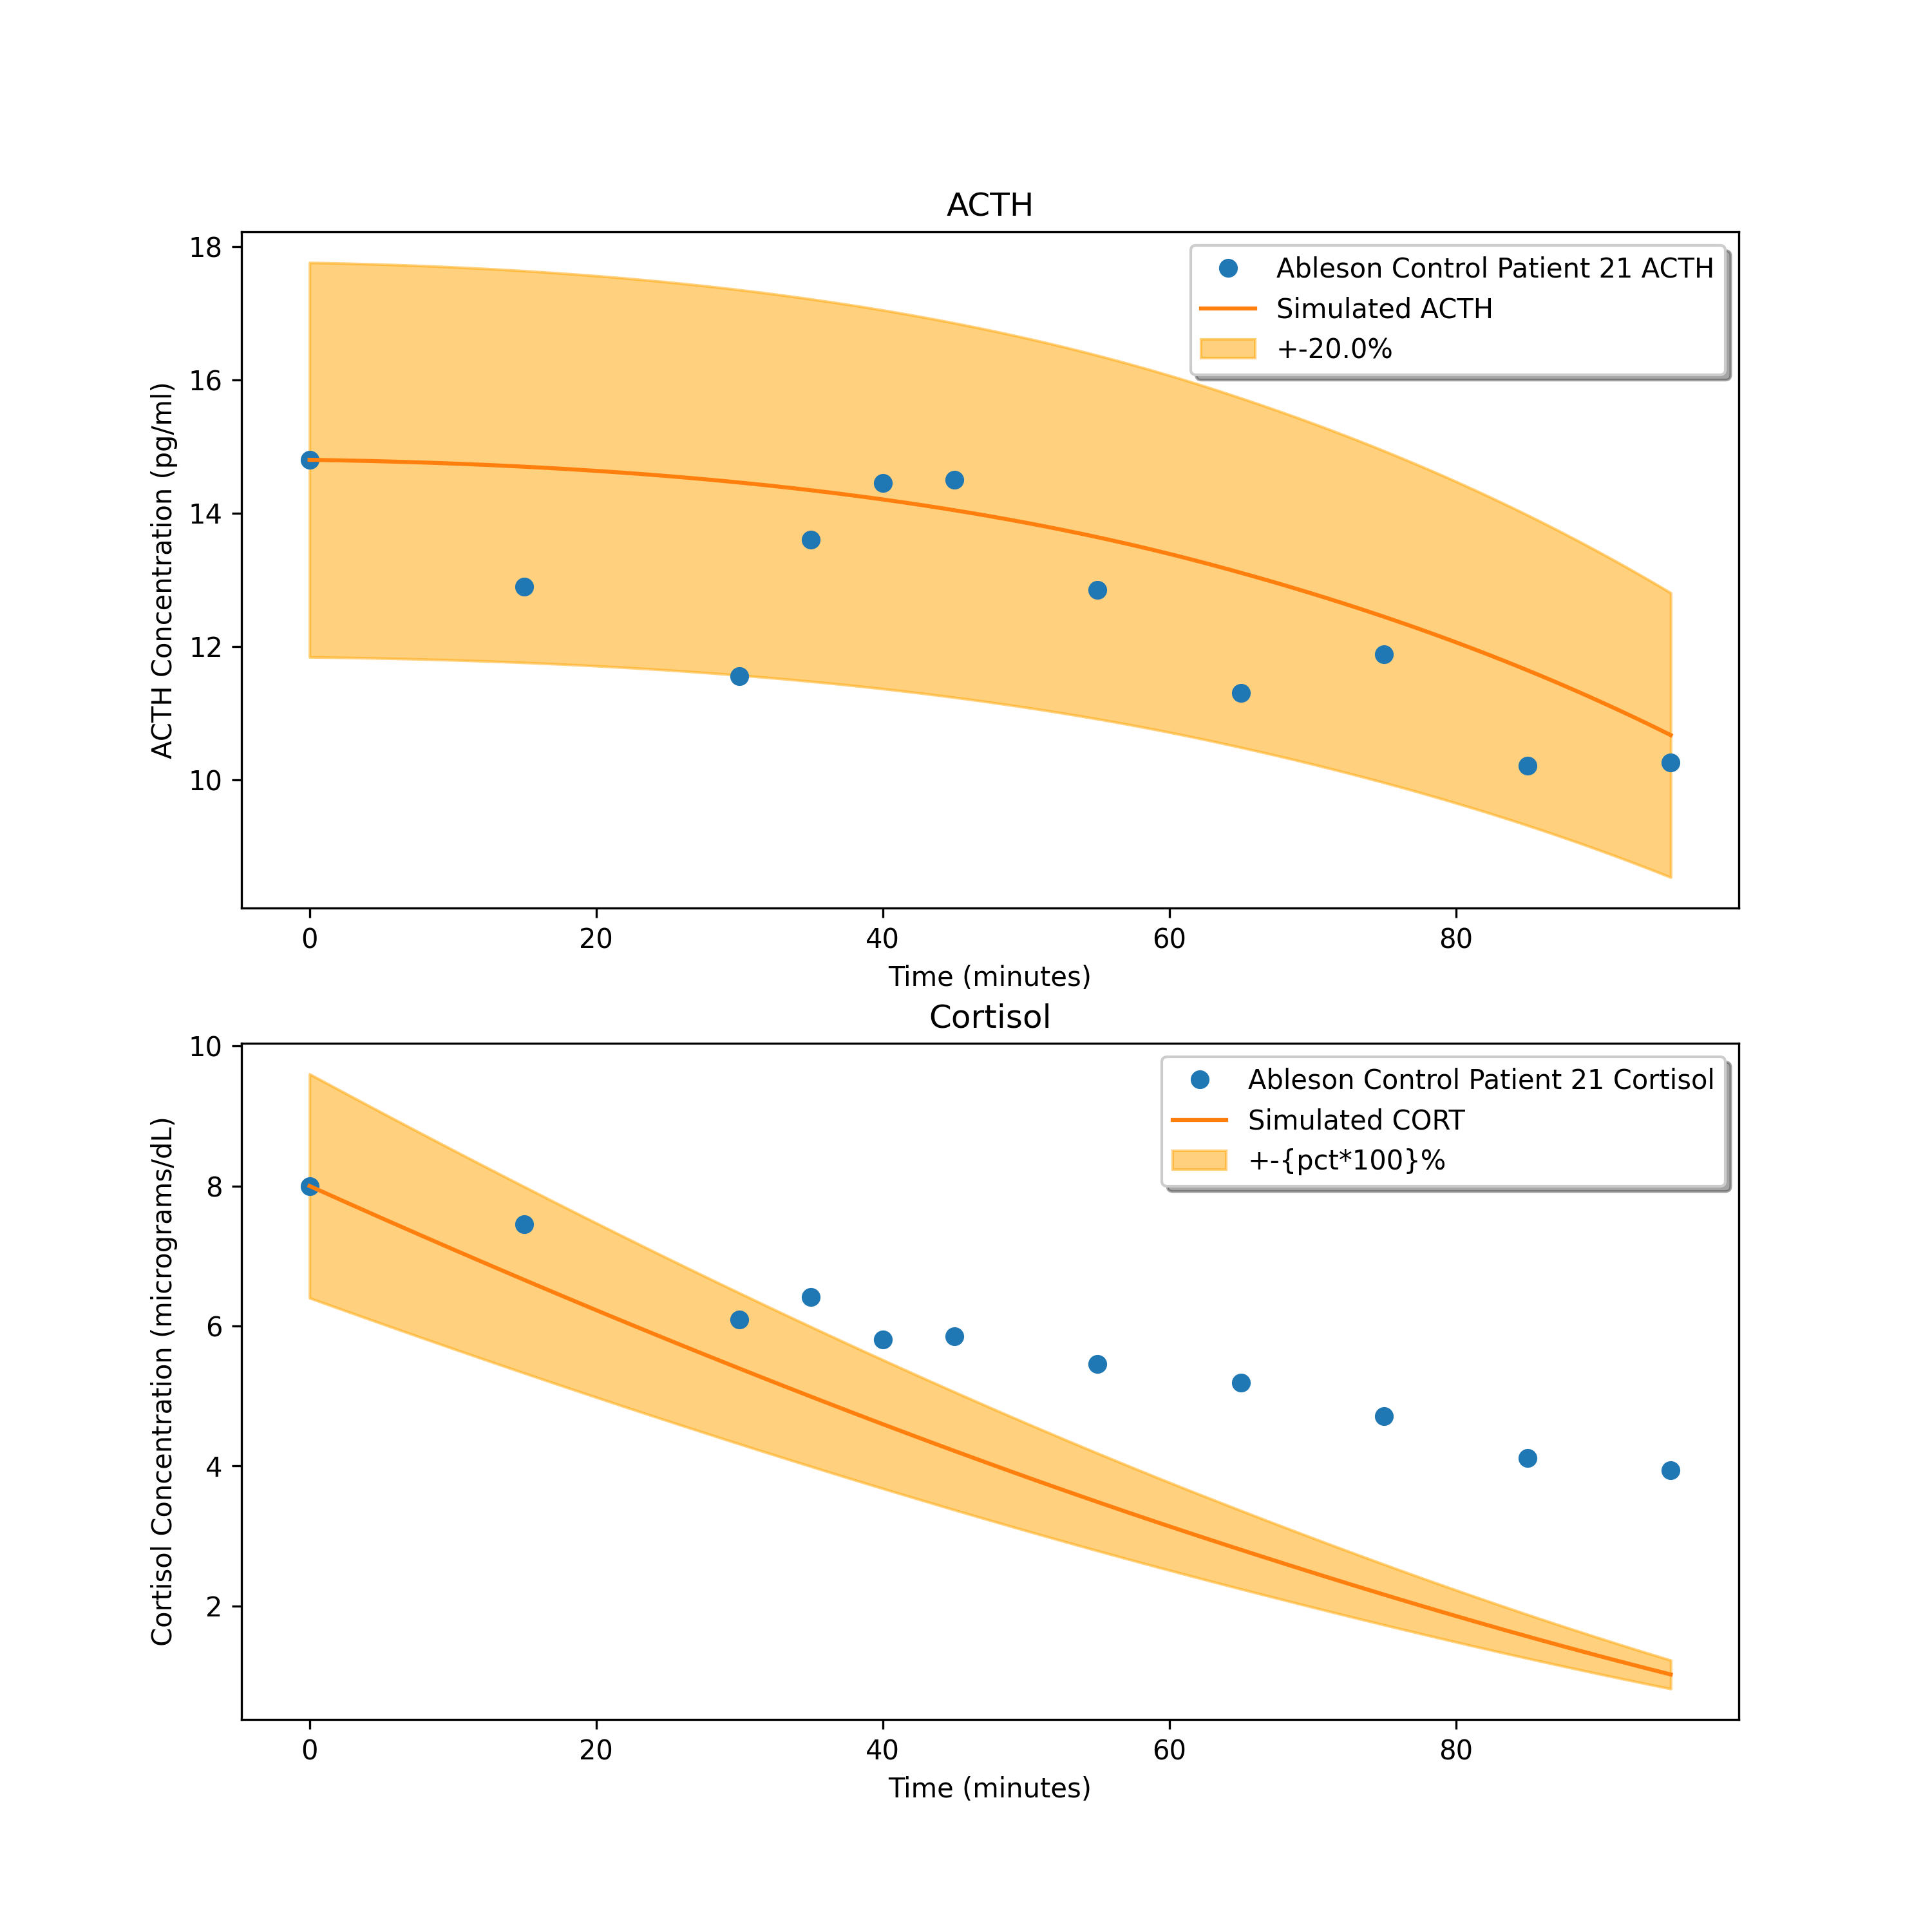 ACTH
18
16
14
12
10
ACTH Concentration (pg/ml)
Ableson Control Patient 21 ACTH
Simulated ACTH
+-20.0%
0 20 40 60 80
Time (minutes)
Cortisol
10
8
6
4
2
Cortisol Concentration (micrograms/dL)
Ableson Control Patient 21 Cortisol
Simulated CORT
+-{pct*100}%
0 20 40 60 80
Time (minutes)